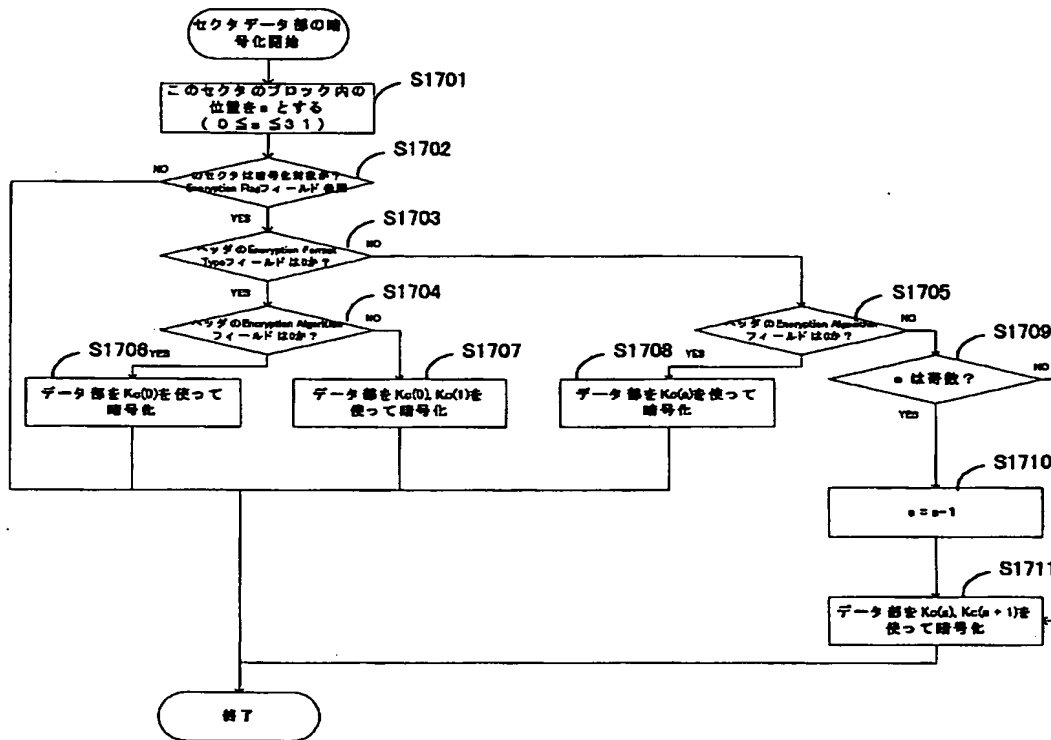 セクタデータ部の暗
号化開始
S1701
このセクタのブロック内の
位置をsとする
( 0≦s≦31 )
S1702
NO
のセクタは暗号化対象か?
Encryption Flagフィールド参照
YES
S1703
ヘッダのEncryption Format
Typeフィールドは0か?
NO
YES
S1704
ヘッダのEncryption Algorithm
フィールドは0か?
NO
S1705
ヘッダのEncryption Algorithm
フィールドは0か?
NO
S1706
YES
データ部をKc(0)を使って
暗号化
S1707
データ部をKc(0), Kc(1)を
使って暗号化
S1708
YES
データ部をKc(s)を使って
暗号化
S1709
s は奇数?
NO
YES
S1710
s = s-1
S1711
データ部をKc(s), Kc(s + 1)を
使って暗号化
終了